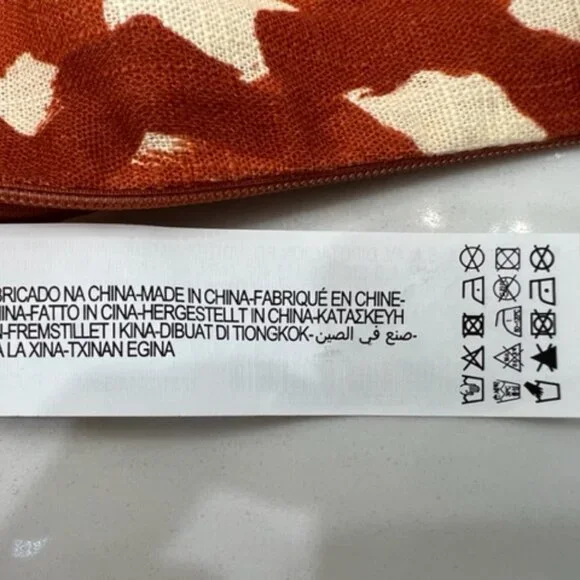 BRICADO NA CHINA-MADE IN CHINA-FABRIQUÉ EN CHINE-
INA-FATTO IN CINA-HERGESTELLT IN CHINA-ΚΑΤΑΣΚΕΥΗ
-FREMSTILLET I KINA-DIBUAT DI TIONGKOK-صنع في الصين-
A LA XINA-TXINAN EGINA